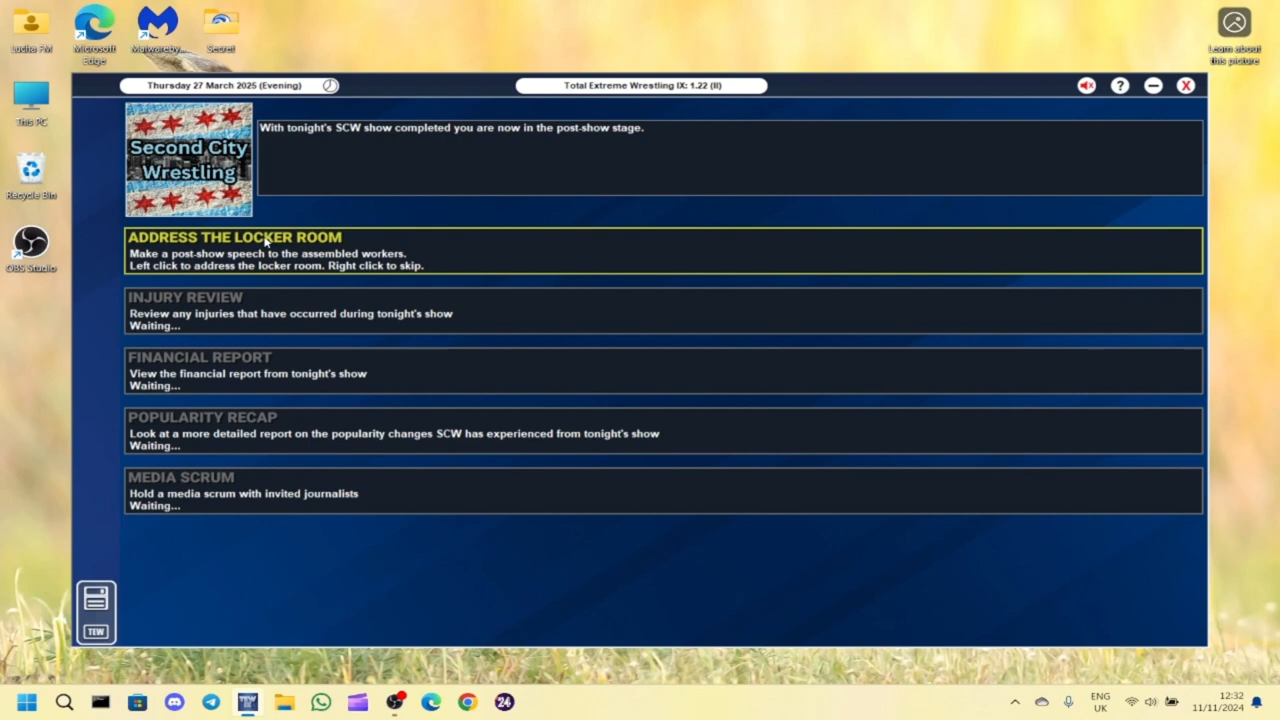 Lucha FM
Microsoft Edge
Malwareby...
Secret
Learn about this picture
This PC
Recycle Bin
OBS Studio
Thursday 27 March 2025 (Evening)
Total Extreme Wrestling IX: 1.22 (II)
?
X
Second City
Wrestling
With tonight's SCW show completed you are now in the post-show stage.
ADDRESS THE LOCKER ROOM
Make a post-show speech to the assembled workers.
Left click to address the locker room. Right click to skip.
INJURY REVIEW
Review any injuries that have occurred during tonight's show
Waiting...
FINANCIAL REPORT
View the financial report from tonight's show
Waiting...
POPULARITY RECAP
Look at a more detailed report on the popularity changes SCW has experienced from tonight's show
Waiting...
MEDIA SCRUM
Hold a media scrum with invited journalists
Waiting...
TEW
TEW
24
ENG
UK
12:32
11/11/2024